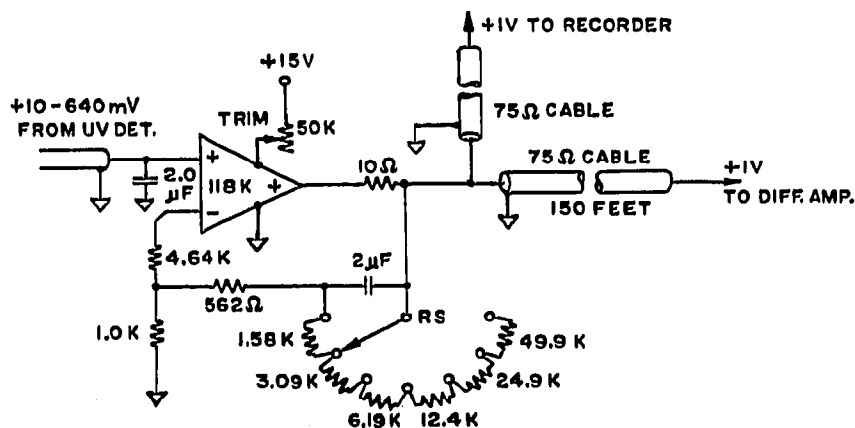 +1V TO RECORDER
+15V
+10-640mV
FROM UV DET.
TRIM
50K
75Ω CABLE
2.0
µF
+
118K
+
−
10Ω
75Ω CABLE
150 FEET
+1V
TO DIFF. AMP.
4.64K
2µF
562Ω
1.0K
RS
1.58K
49.9K
3.09K
24.9K
6.19K
12.4K